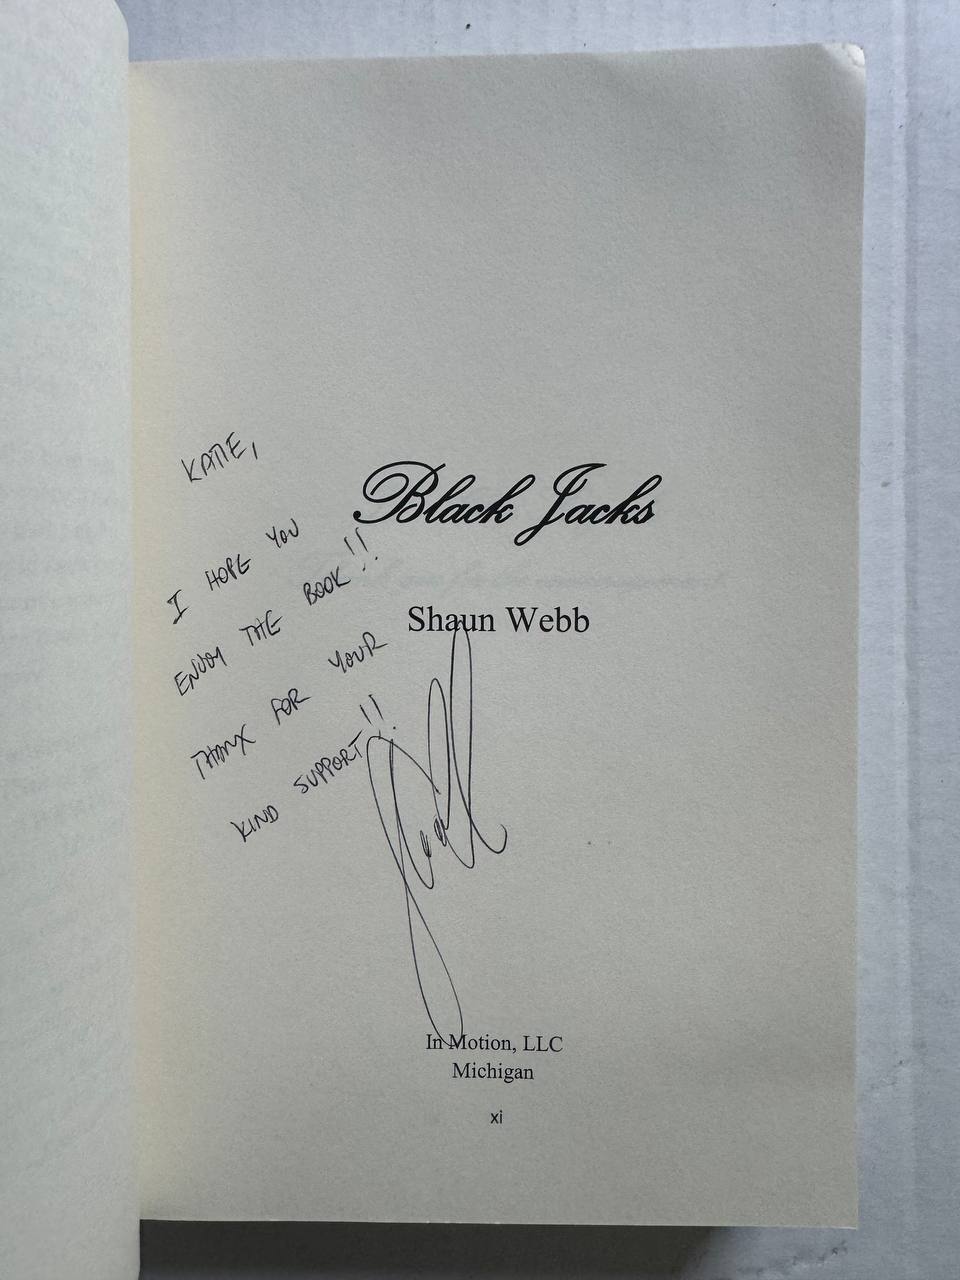 KATIE,
I HOPE YOU
ENJOY THE BOOK!!
THANX FOR YOUR
KIND SUPPORT!!
Black Jacks
Shaun Webb
In Motion, LLC
Michigan
xi